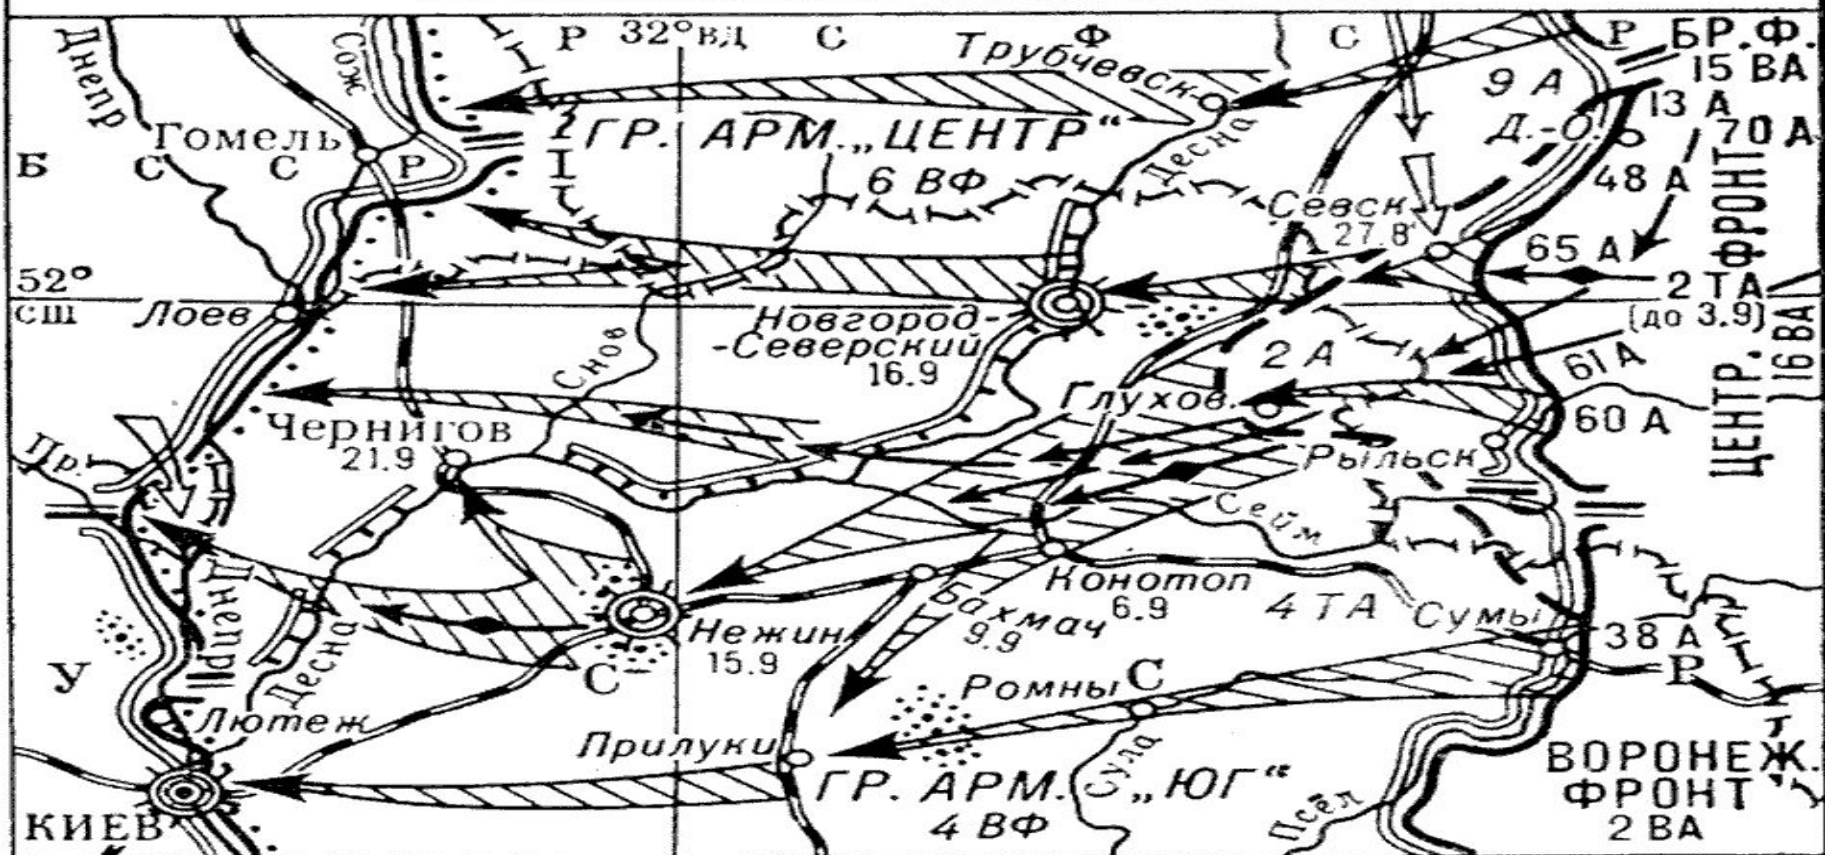 Днепр
Сож
Р 32°вд С Ф С Р
Трубчевск
БР.Ф.
15 ВА
9 А
13 А
Д.-О.
70 А
Гомель
ГР. АРМ. „ЦЕНТР“
6 ВФ
Десна
48 А
Б С С Р
Севск
27.8
65 А
ЦЕНТР. ФРОНТ
16 ВА
52°
сш
Лоев
2 ТА
(до 3.9)
Новгород-
-Северский
16.9
Снов
2 А
61 А
Глухов
60 А
Чернигов
21.9
Пр.
Рыльск
Сейм
Днепр
Десна
Конотоп
6.9
Бахмач
9.9
4 ТА
Сумы
38 А
Нежин
15.9
У С С Р
Ромны
Лютеж
Прилуки
Сула
ГР. АРМ. „ЮГ“
4 ВФ
Псёл
ВОРОНЕЖ.
ФРОНТ
2 ВА
КИЕВ